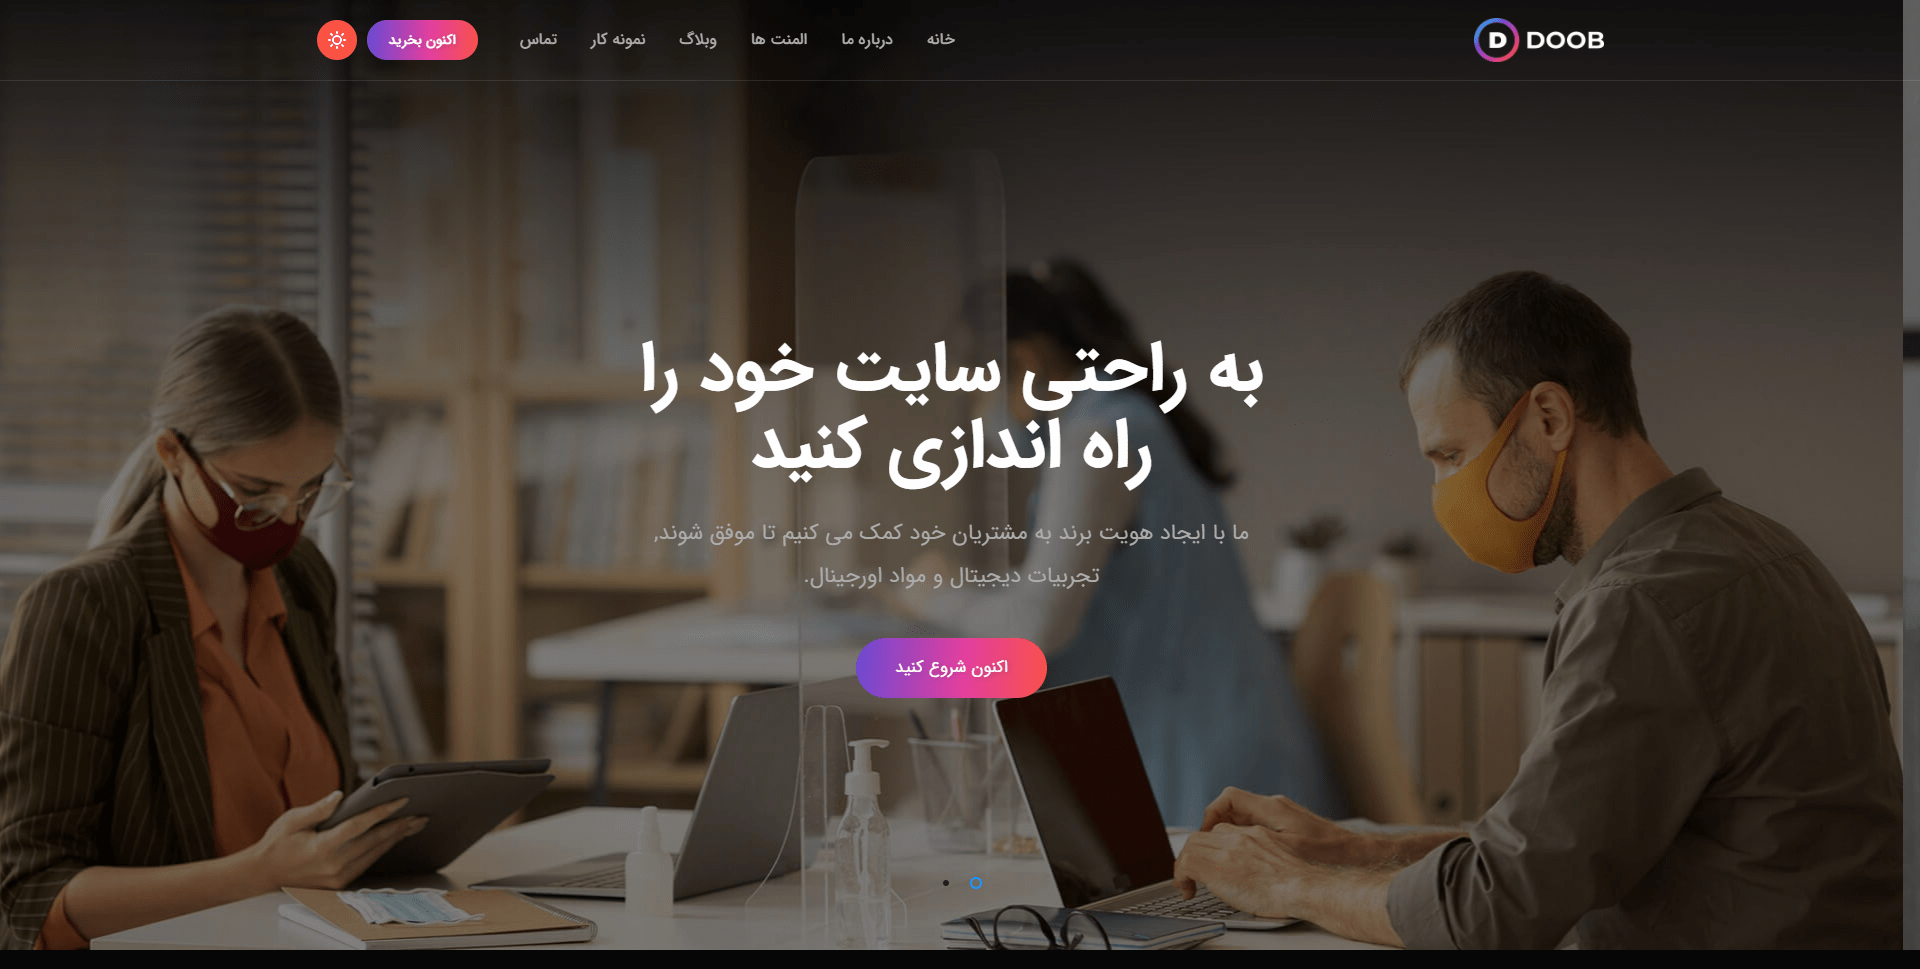 D DOOB
خانه
درباره ما
المنت ها
وبلاگ
نمونه کار
تماس
اکنون بخرید
به راحتی سایت خود را
راه اندازی کنید
ما با ایجاد هویت برند به مشتریان خود کمک می کنیم تا موفق شوند,
تجربیات دیجیتال و مواد اورجینال.
اکنون شروع کنید